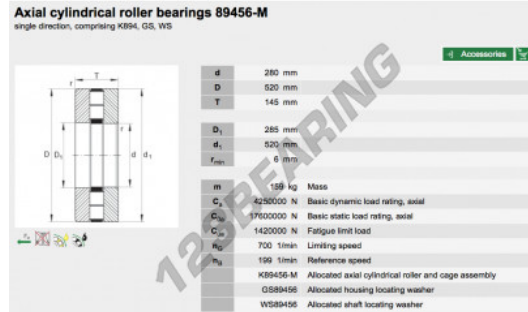 Axial cylindrical roller bearings 89456-M
single direction, comprising K894, GS, WS
Accessories
d 280 mm
D 520 mm
T 145 mm
D1 285 mm
d1 520 mm
rmin 6 mm
m 159 kg Mass
Ca 4250000 N Basic dynamic load rating, axial
C0a 17600000 N Basic static load rating, axial
Cua 1420000 N Fatigue limit load
nG 700 1/min Limiting speed
nB 199 1/min Reference speed
K89456-M Allocated axial cylindrical roller and cage assembly
GS89456 Allocated housing locating washer
WS89456 Allocated shaft locating washer
T
r
r
D D1 d d1
123BEARING